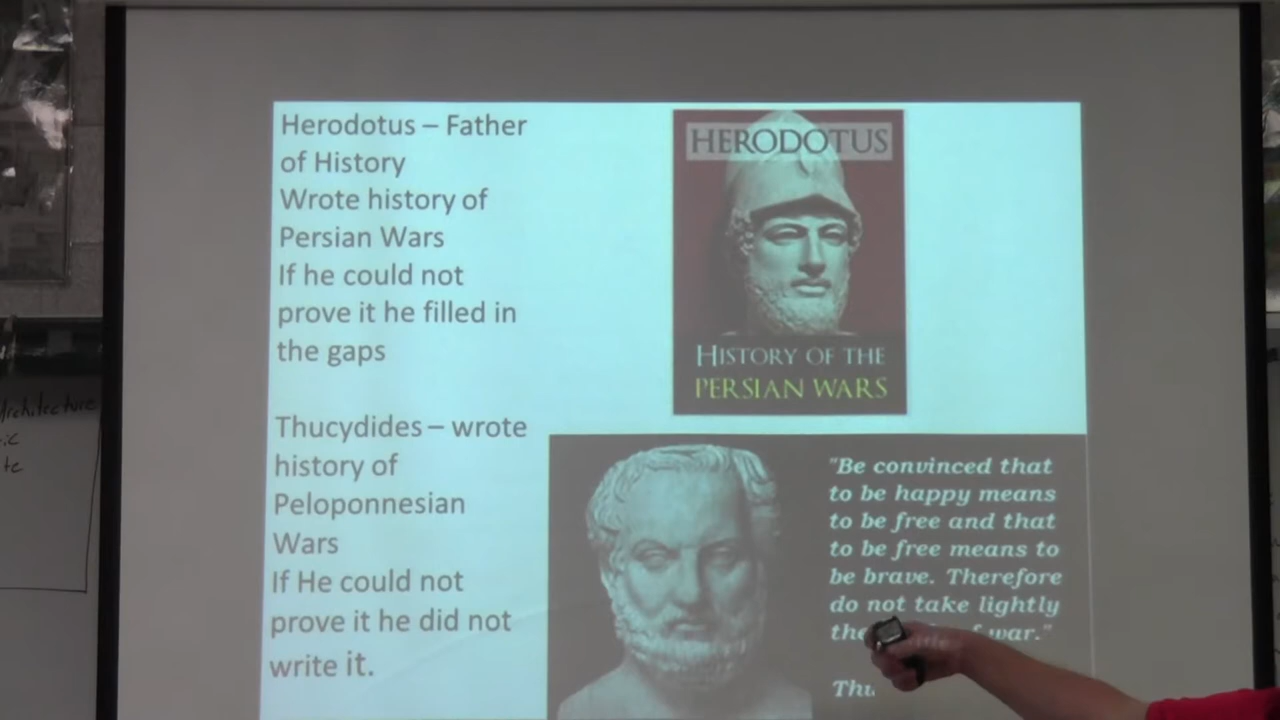 Herodotus – Father
of History
Wrote history of
Persian Wars
If he could not
prove it he filled in
the gaps
Thucydides – wrote
history of
Peloponnesian
Wars
If He could not
prove it he did not
write it.
HERODOTUS
HISTORY OF THE
PERSIAN WARS
"Be convinced that
to be happy means
to be free and that
to be free means to
be brave. Therefore
do not take lightly
war."
Architecture